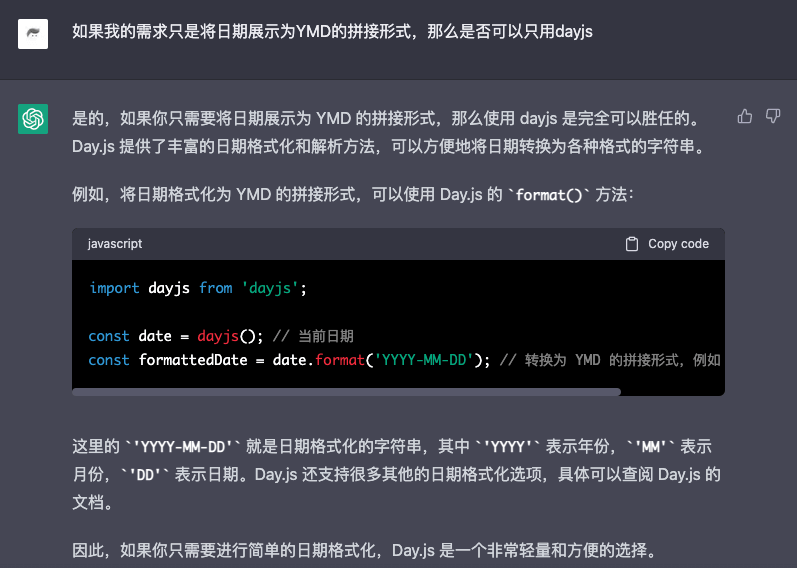 如果我的需求只是将日期展示为YMD的拼接形式，那么是否可以只用dayjs
是的，如果你只需要将日期展示为 YMD 的拼接形式，那么使用 dayjs 是完全可以胜任的。
Day.js 提供了丰富的日期格式化和解析方法，可以方便地将日期转换为各种格式的字符串。
例如，将日期格式化为 YMD 的拼接形式，可以使用 Day.js 的 `format()` 方法：
javascript
Copy code
import dayjs from 'dayjs';
const date = dayjs(); // 当前日期
const formattedDate = date.format('YYYY-MM-DD'); // 转换为 YMD 的拼接形式，例如
这里的 `'YYYY-MM-DD'` 就是日期格式化的字符串，其中 `'YYYY'` 表示年份，`'MM'` 表示
月份，`'DD'` 表示日期。Day.js 还支持很多其他的日期格式化选项，具体可以查阅 Day.js 的
文档。
因此，如果你只需要进行简单的日期格式化，Day.js 是一个非常轻量和方便的选择。